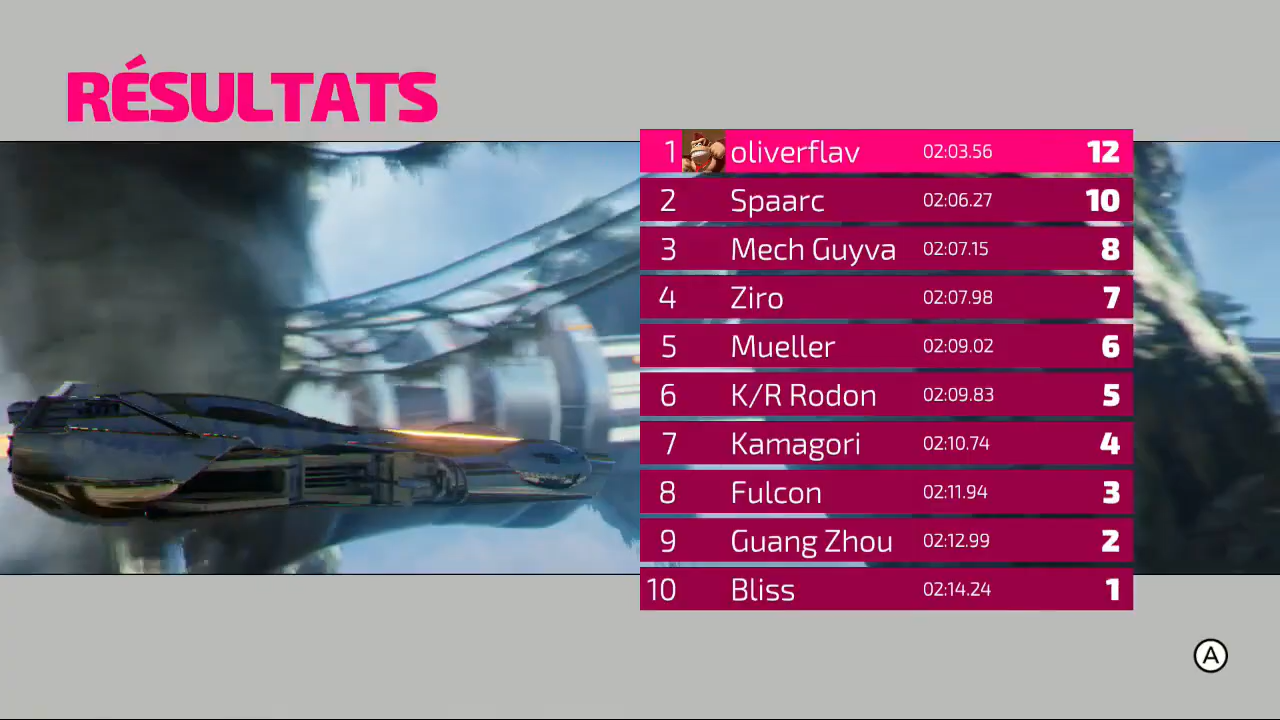 RÉSULTATS
1 oliverflav 02:03.56 12
2 Spaarc 02:06.27 10
3 Mech Guyva 02:07.15 8
4 Ziro 02:07.98 7
5 Mueller 02:09.02 6
6 K/R Rodon 02:09.83 5
7 Kamagori 02:10.74 4
8 Fulcon 02:11.94 3
9 Guang Zhou 02:12.99 2
10 Bliss 02:14.24 1
A